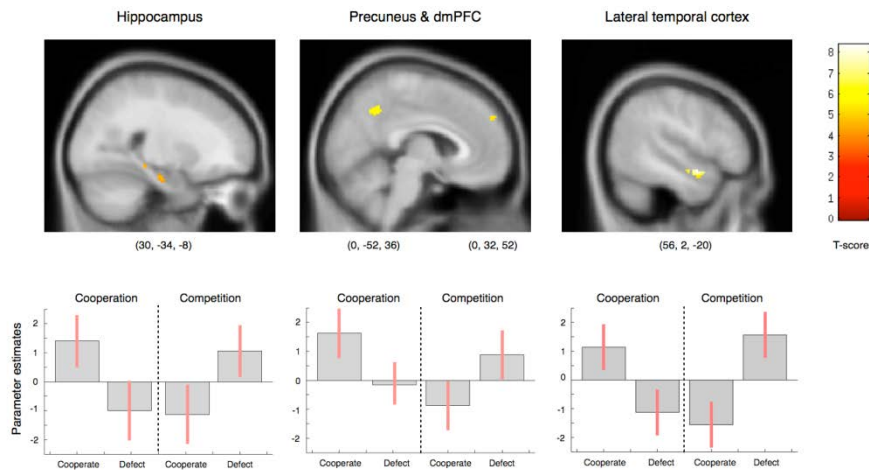 Hippocampus
Precuneus & dmPFC
Lateral temporal cortex
8
7
6
5
4
3
2
1
0
T-score
(30, -34, -8)
(0, -52, 36)
(0, 32, 52)
(56, 2, -20)
Parameter estimates
Cooperation
Competition
2
1
0
-1
-2
Cooperate
Defect
Cooperate
Defect
Cooperation
Competition
2
1
0
-1
-2
Cooperate
Defect
Cooperate
Defect
Cooperation
Competition
2
1
0
-1
-2
Cooperate
Defect
Cooperate
Defect